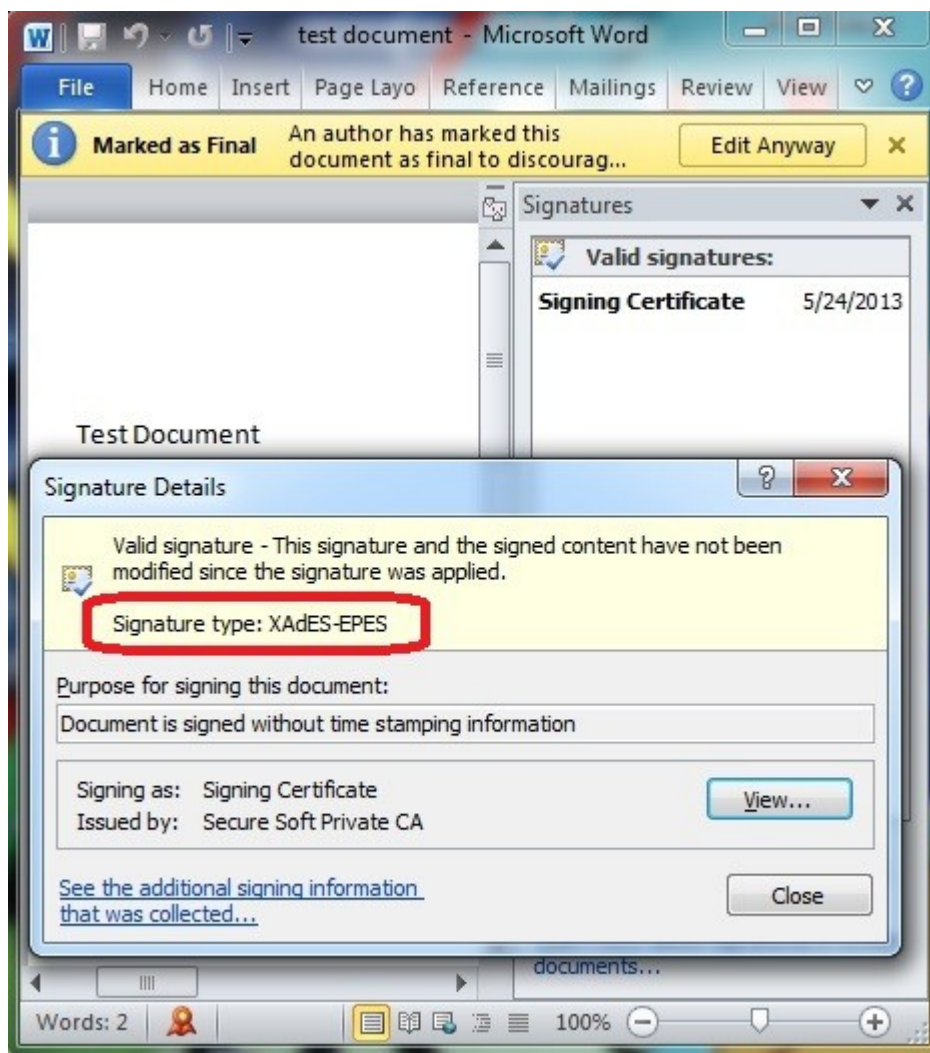 test document - Microsoft Word
File Home Insert Page Layo Reference Mailings Review View
Marked as Final An author has marked this
document as final to discourag...
Edit Anyway
Signatures
Valid signatures:
Signing Certificate 5/24/2013
Test Document
Signature Details
Valid signature - This signature and the signed content have not been
modified since the signature was applied.
Signature type: XAdES-EPES
Purpose for signing this document:
Document is signed without time stamping information
Signing as: Signing Certificate
Issued by: Secure Soft Private CA
View...
See the additional signing information
that was collected...
Close
documents...
Words: 2
100%